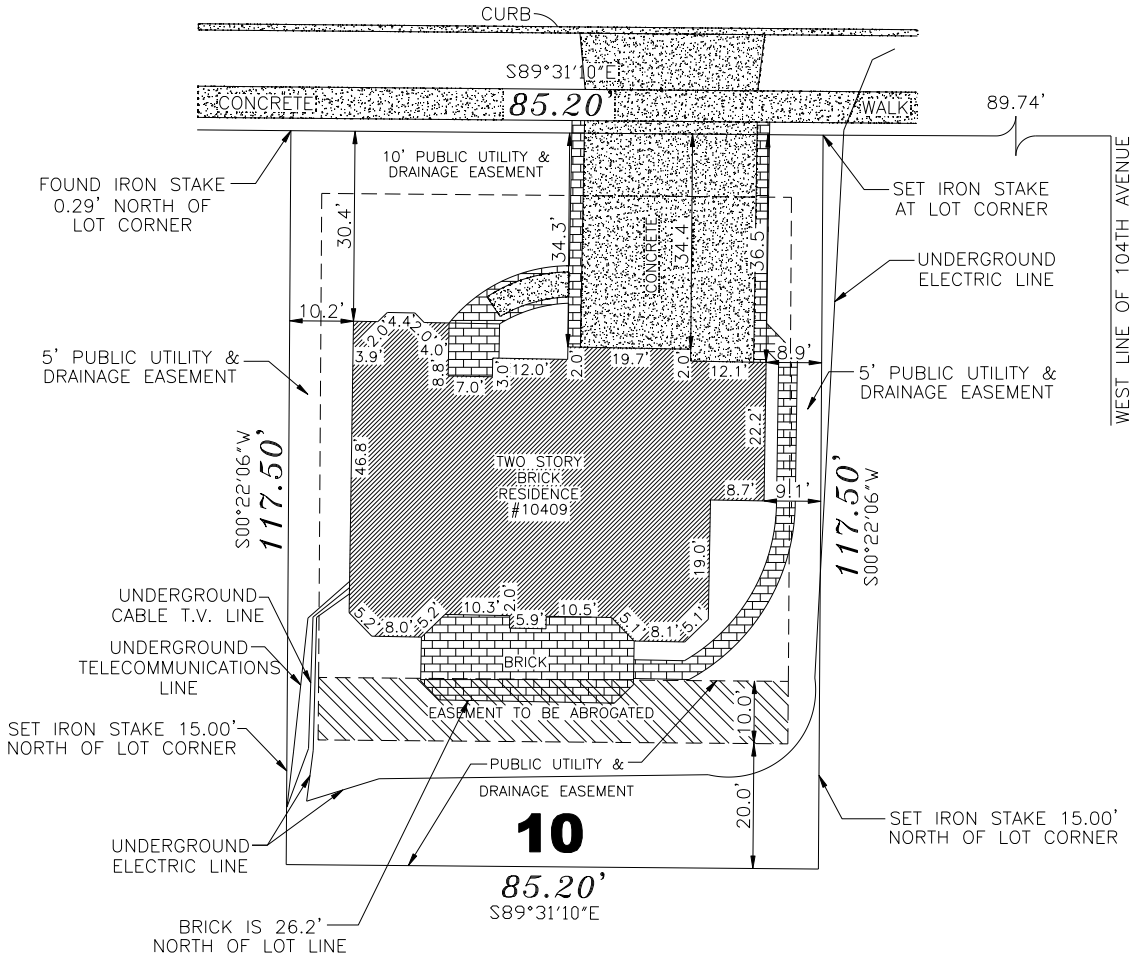 CURB
S89°31'10"E
CONCRETE
85.20'
WALK
89.74'
10' PUBLIC UTILITY &
DRAINAGE EASEMENT
FOUND IRON STAKE
0.29' NORTH OF
LOT CORNER
SET IRON STAKE
AT LOT CORNER
WEST LINE OF 104TH AVENUE
30.4'
34.3'
CONCRETE
34.4'
36.5'
UNDERGROUND
ELECTRIC LINE
10.2'
3.9'
2.0'
4.4'
2.0'
4.0'
8.8'
7.0'
3.0'
12.0'
2.0'
19.7'
2.0'
12.1'
8.9'
5' PUBLIC UTILITY &
DRAINAGE EASEMENT
5' PUBLIC UTILITY &
DRAINAGE EASEMENT
22.2'
46.8'
TWO STORY
BRICK
RESIDENCE
#10409
8.7'
9.1'
S00°22'06"W
117.50'
117.50'
S00°22'06"W
19.0'
UNDERGROUND
CABLE T.V. LINE
UNDERGROUND
TELECOMMUNICATIONS
LINE
5.2'
8.0'
5.2'
10.3'
2.0'
5.9'
10.5'
5.1'
8.1'
5.1'
BRICK
EASEMENT TO BE ABROGATED
10.0'
SET IRON STAKE 15.00'
NORTH OF LOT CORNER
PUBLIC UTILITY &
DRAINAGE EASEMENT
20.0'
SET IRON STAKE 15.00'
NORTH OF LOT CORNER
10
UNDERGROUND
ELECTRIC LINE
85.20'
S89°31'10"E
BRICK IS 26.2'
NORTH OF LOT LINE